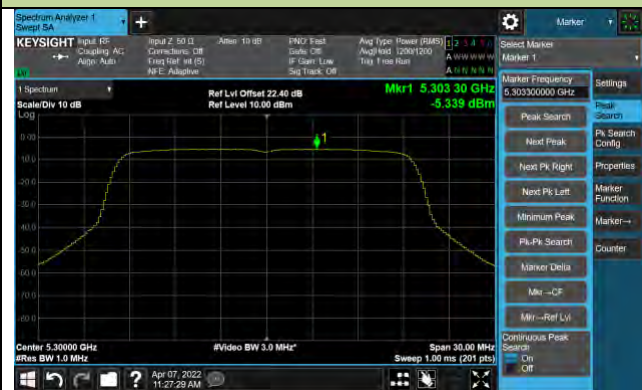 Spectrum Analyzer 1
Swept SA
Marker
KEYSIGHT
Input: RF
Coupling: AC
Align: Auto
Input Z: 50 Ω
Corrections: Off
Freq Ref: Int (S)
NFE: Adaptive
Atten: 10 dB
PNO: Fast
Gate: Off
IF Gain: Low
Sig Track: Off
Avg Type: Power (RMS)
Avg|Hold: 1200/1200
Trig: Free Run
1 2 3 4 5 6
A W W W W W
A N N N N N
Select Marker
Marker 1
1 Spectrum
Scale/Div 10 dB
Log
Ref Lvl Offset 22.40 dB
Ref Level 10.00 dBm
Mkr1 5.303 30 GHz
-5.339 dBm
1
0.00
-10.0
-20.0
-30.0
-40.0
-50.0
-60.0
-70.0
-80.0
Center 5.30000 GHz
#Res BW 1.0 MHz
#Video BW 3.0 MHz*
Span 30.00 MHz
Sweep 1.00 ms (201 pts)
Marker Frequency
5.303300000 GHz
Peak Search
Next Peak
Next Pk Right
Next Pk Left
Minimum Peak
Pk-Pk Search
Marker Delta
Mkr→CF
Mkr→Ref Lvl
Continuous Peak
Search
On
Off
Settings
Peak
Search
Pk Search
Config
Properties
Marker
Function
Marker→
Counter
Apr 07, 2022
11:27:29 AM